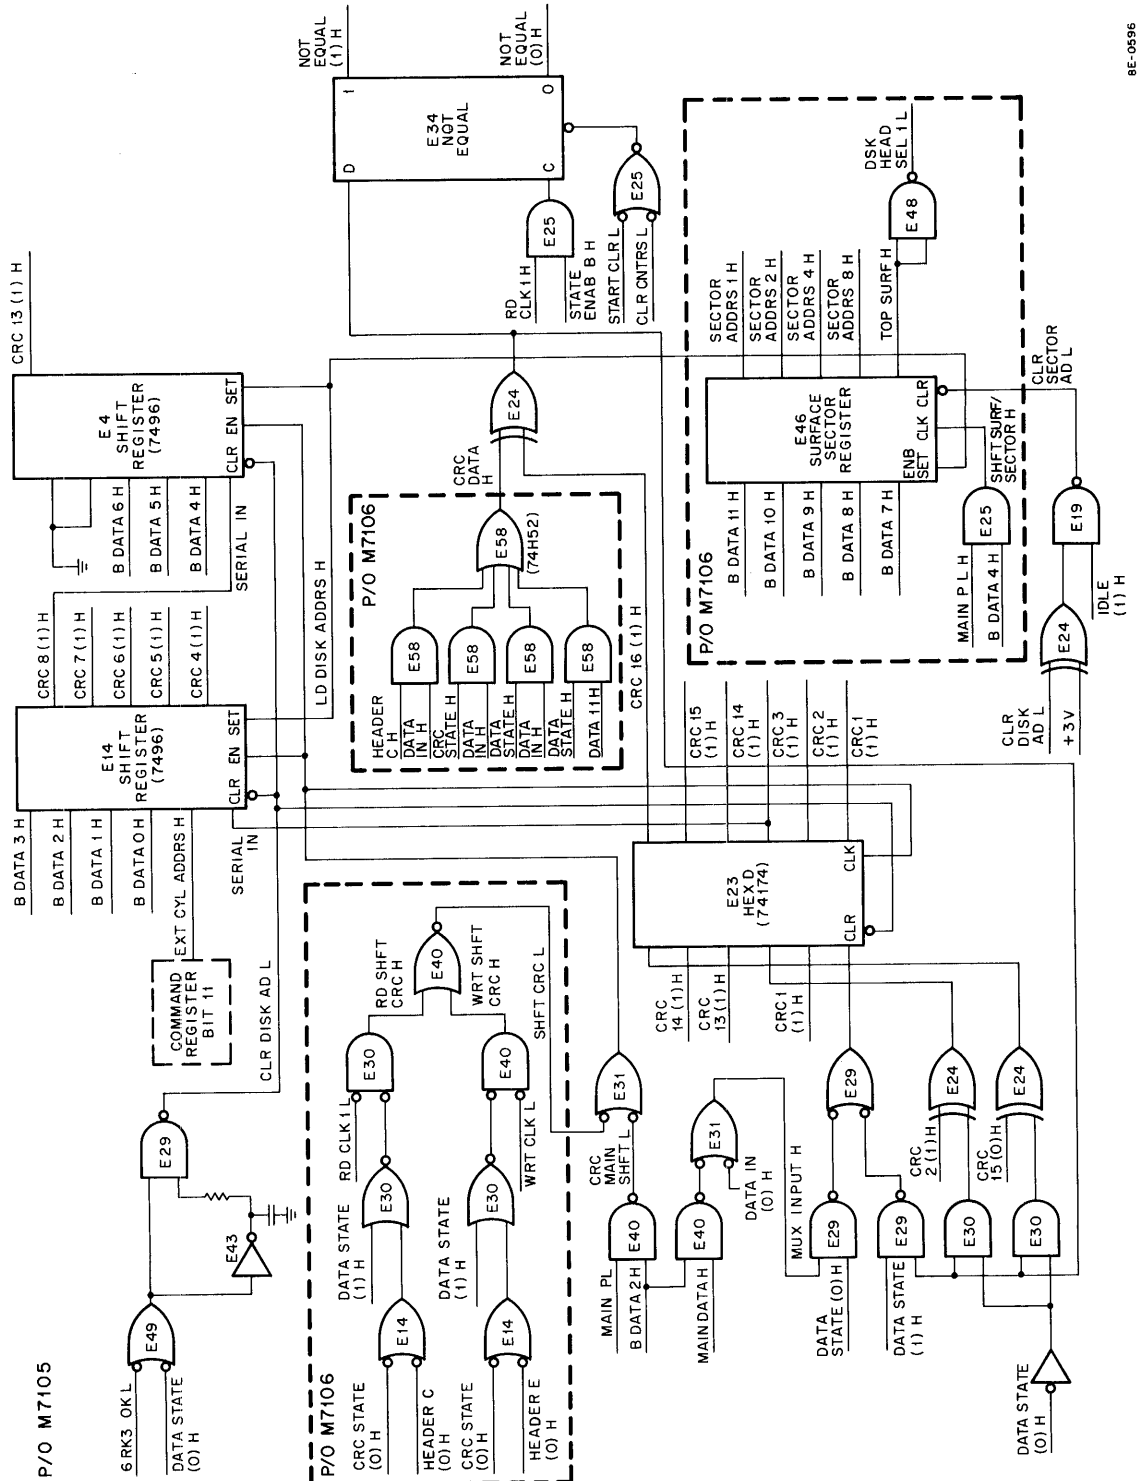 P/O M7105
6 RK3 OK L
DATA STATE
(0) H
E49
E43
E29
CLR DISK AD L
COMMAND
REGISTER
BIT 11
EXT CYL ADDRS H
B DATA 3 H
B DATA 2 H
B DATA 1 H
B DATA 0 H
SERIAL
IN
E14
SHIFT
REGISTER
(7496)
CLR EN SET
CRC 8 (1) H
CRC 7 (1) H
CRC 6 (1) H
CRC 5 (1) H
CRC 4 (1) H
B DATA 6 H
B DATA 5 H
B DATA 4 H
SERIAL IN
E4
SHIFT
REGISTER
(7496)
CLR EN SET
CRC 13 (1) H
LD DISK ADDRS H
P/O M7106
CRC STATE
(0) H
HEADER C
(0) H
E14
DATA STATE
(1) H
E30
RD CLK 1 L
E30
RD SHFT
CRC H
CRC STATE
(0) H
HEADER E
(0) H
E14
DATA STATE
(1) H
E30
WRT CLK L
E40
WRT SHFT
CRC H
E40
SHFT CRC L
P/O M7106
HEADER
C H
DATA
IN H
CRC
STATE H
DATA
IN H
DATA
STATE H
DATA
IN H
DATA
STATE H
DATA 11 H
E58
E58
E58
E58
E58
(74H52)
CRC
DATA
H
E24
NOT
EQUAL
(1) H
NOT
EQUAL
(0) H
D
1
E34
NOT
EQUAL
C
0
RD
CLK 1 H
STATE
ENAB B H
E25
START CLR L
CLR CNTRS L
E25
MAIN PL
B DATA 2 H
E40
CRC
MAIN
SHFT L
E31
MAIN DATA H
E40
DATA IN
(0) H
E31
MUX INPUT H
DATA
STATE (0) H
E29
DATA STATE
(1) H
E29
E29
DATA STATE
(0) H
E30
E30
CRC
2 (1) H
E24
CRC
15 (0) H
E24
CRC
14 (1) H
CRC
13 (1) H
CRC 1
(1) H
E23
HEX D
(74174)
CLR
CLK
CRC 16 (1) H
CRC 15
(1) H
CRC 14
(1) H
CRC 3
(1) H
CRC 2
(1) H
CRC 1
(1) H
P/O M7106
B DATA 11 H
B DATA 10 H
B DATA 9 H
B DATA 8 H
B DATA 7 H
E46
SURFACE
SECTOR
REGISTER
ENB
SET CLK CLR
SECTOR
ADDRS 1 H
SECTOR
ADDRS 2 H
SECTOR
ADDRS 4 H
SECTOR
ADDRS 8 H
TOP SURF H
E48
DSK
HEAD
SEL 1 L
MAIN P L H
B DATA 4 H
E25
SHFT SURF/
SECTOR H
CLR
DISK
AD L
+3V
E24
IDLE
(1) H
E19
CLR
SECTOR
AD L
8E-0596